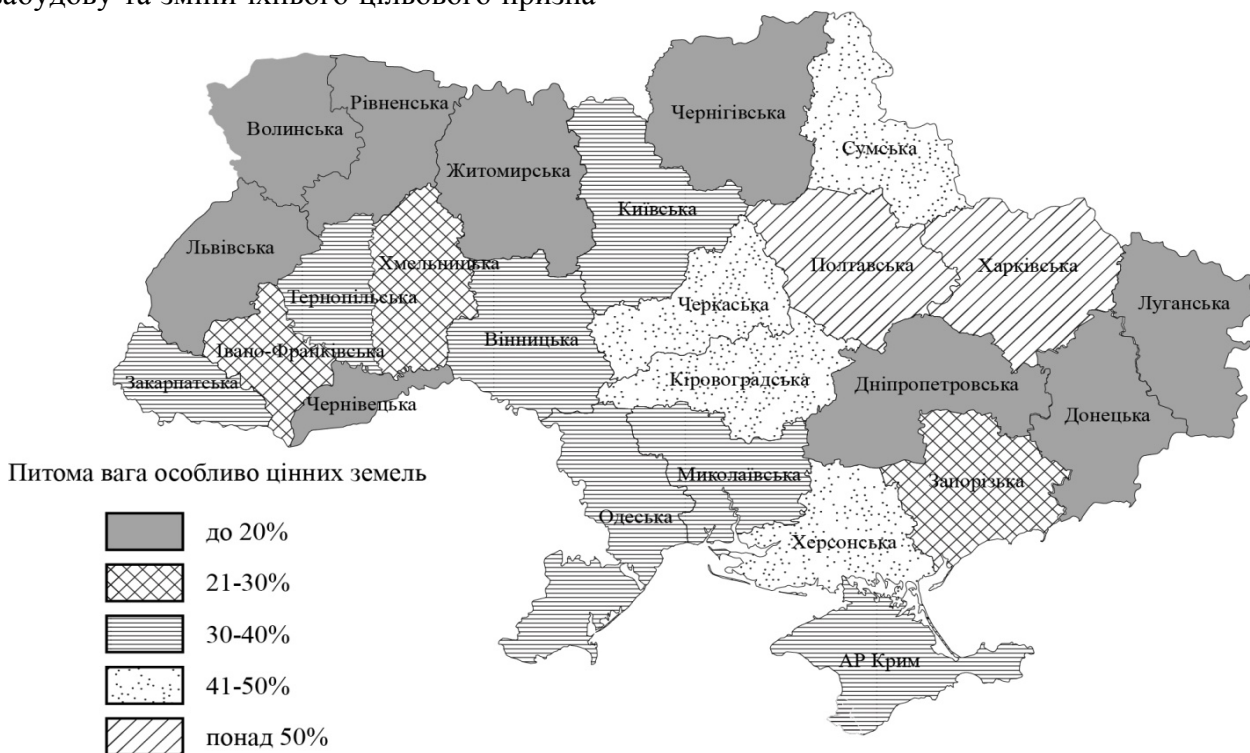 забудову та зміни їхнього цільового призна-
Волинська
Рівненська
Житомирська
Чернігівська
Сумська
Київська
Львівська
Тернопільська
Хмельницька
Полтавська
Харківська
Луганська
Черкаська
Вінницька
Івано-Франківська
Закарпатська
Чернівецька
Кіровоградська
Дніпропетровська
Донецька
Миколаївська
Запорізька
Одеська
Херсонська
АР Крим
Питома вага особливо цінних земель
до 20%
21-30%
30-40%
41-50%
понад 50%